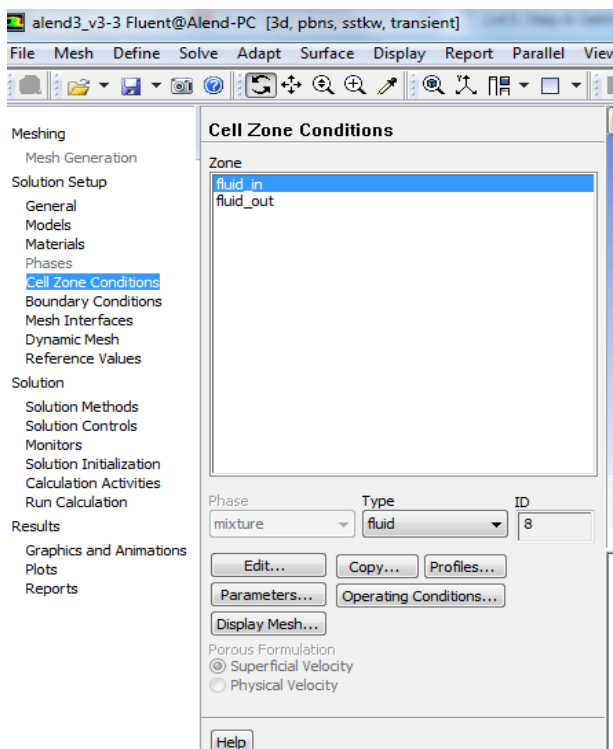 alend3_v3-3 Fluent@Alend-PC [3d, pbns, sstkw, transient]
File Mesh Define Solve Adapt Surface Display Report Parallel View
Meshing
Mesh Generation
Solution Setup
General
Models
Materials
Phases
Cell Zone Conditions
Boundary Conditions
Mesh Interfaces
Dynamic Mesh
Reference Values
Solution
Solution Methods
Solution Controls
Monitors
Solution Initialization
Calculation Activities
Run Calculation
Results
Graphics and Animations
Plots
Reports
Cell Zone Conditions
Zone
fluid_in
fluid_out
Phase Type ID
mixture fluid 8
Edit... Copy... Profiles...
Parameters... Operating Conditions...
Display Mesh...
Porous Formulation
Superficial Velocity
Physical Velocity
Help